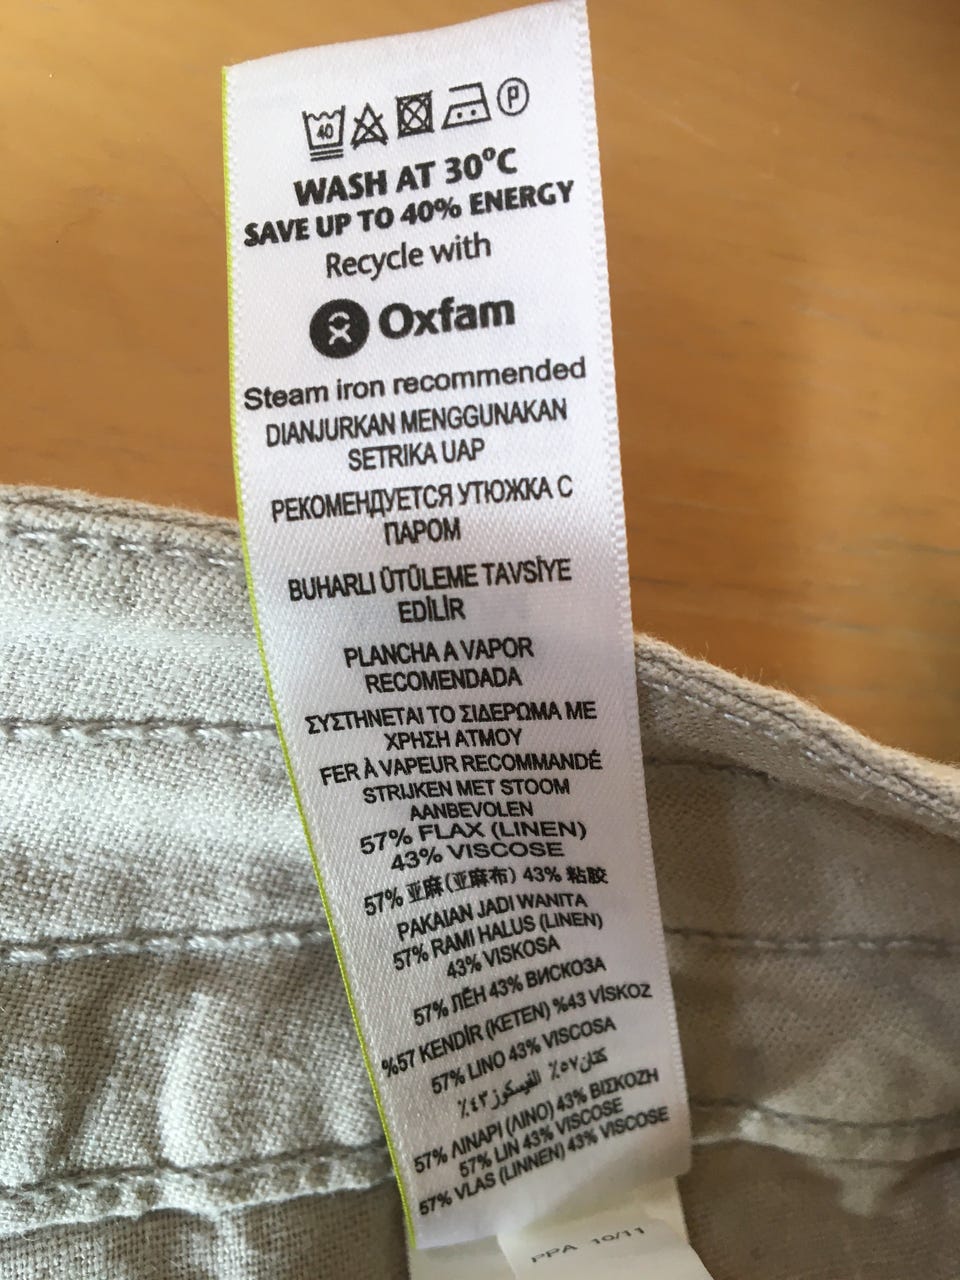 40 P
WASH AT 30°C
SAVE UP TO 40% ENERGY
Recycle with
Oxfam
Steam iron recommended
DIANJURKAN MENGGUNAKAN
SETRIKA UAP
РЕКОМЕНДУЕТСЯ УТЮЖКА С
ПАРОМ
BUHARLI ÜTÜLEME TAVSİYE
EDİLİR
PLANCHA A VAPOR
RECOMENDADA
ΣΥΣΤΗΝΕΤΑΙ ΤΟ ΣΙΔΕΡΩΜΑ ΜΕ
ΧΡΗΣΗ ΑΤΜΟΥ
FER À VAPEUR RECOMMANDÉ
STRIJKEN MET STOOM
AANBEVOLEN
57% FLAX (LINEN)
43% VISCOSE
57% 亚麻(亚麻布) 43% 粘胶
PAKAIAN JADI WANITA
57% RAMI HALUS (LINEN)
43% VISKOSA
57% ЛЁН 43% ВИСКОЗА
%57 KENDİR (KETEN) %43 VİSKOZ
57% LINO 43% VISCOSA
كتان ٥٧٪ الفيسكوز ٤٣٪
57% ΛΙΝΑΡΙ (ΛΙΝΟ) 43% ΒΙΣΚΟΖΗ
57% LIN 43% VISCOSE
57% VLAS (LINNEN) 43% VISCOSE
PPA 10/11